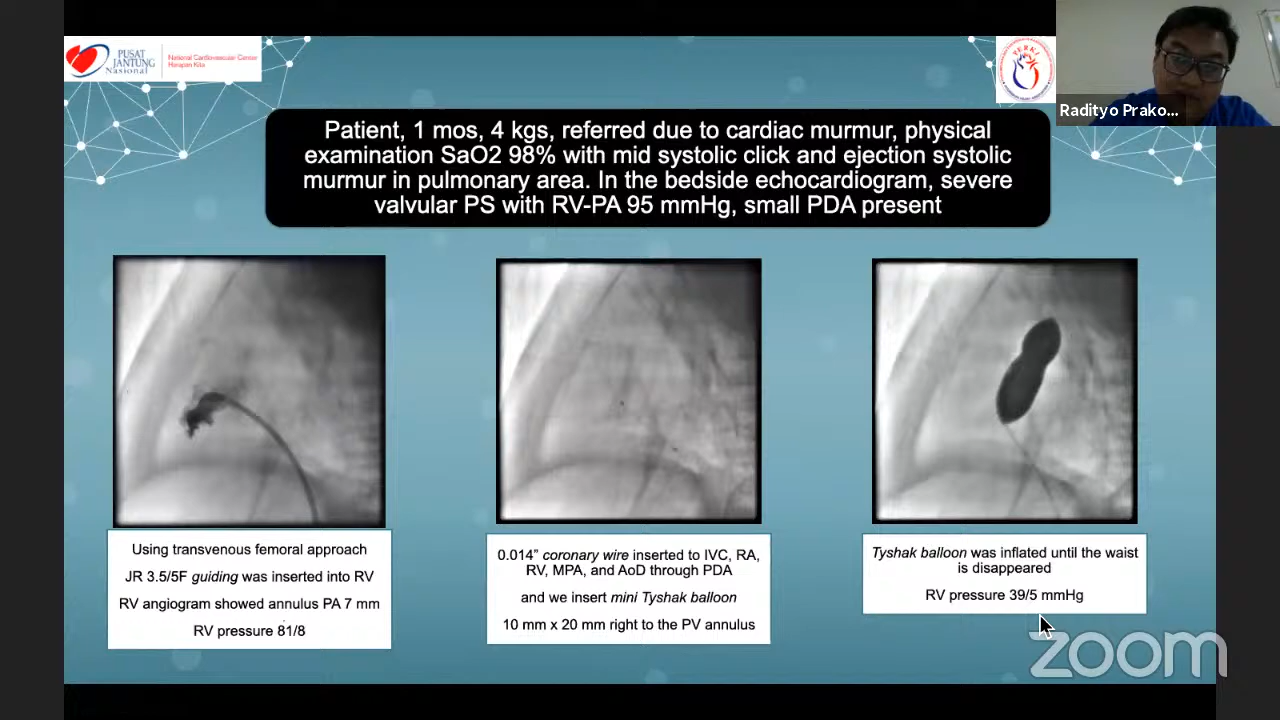 PUSAT
JANTUNG
Nasional
National Cardiovascular Center
Harapan Kita
PERKI
Radityo Prako...
Patient, 1 mos, 4 kgs, referred due to cardiac murmur, physical
examination SaO2 98% with mid systolic click and ejection systolic
murmur in pulmonary area. In the bedside echocardiogram, severe
valvular PS with RV-PA 95 mmHg, small PDA present
Using transvenous femoral approach
JR 3.5/5F guiding was inserted into RV
RV angiogram showed annulus PA 7 mm
RV pressure 81/8
0.014” coronary wire inserted to IVC, RA,
RV, MPA, and AoD through PDA
and we insert mini Tyshak balloon
10 mm x 20 mm right to the PV annulus
Tyshak balloon was inflated until the waist
is disappeared
RV pressure 39/5 mmHg
zoom